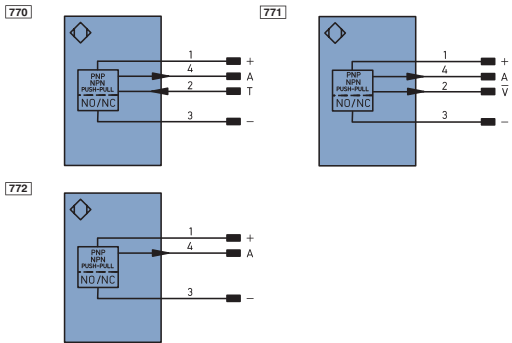 770
1 +
PNP 4 A
NPN
PUSH-PULL 2 T
NO/NC
3 −
771
1 +
PNP 4 A
NPN
PUSH-PULL 2 V̅
NO/NC
3 −
772
1 +
PNP 4 A
NPN
PUSH-PULL
NO/NC
3 −